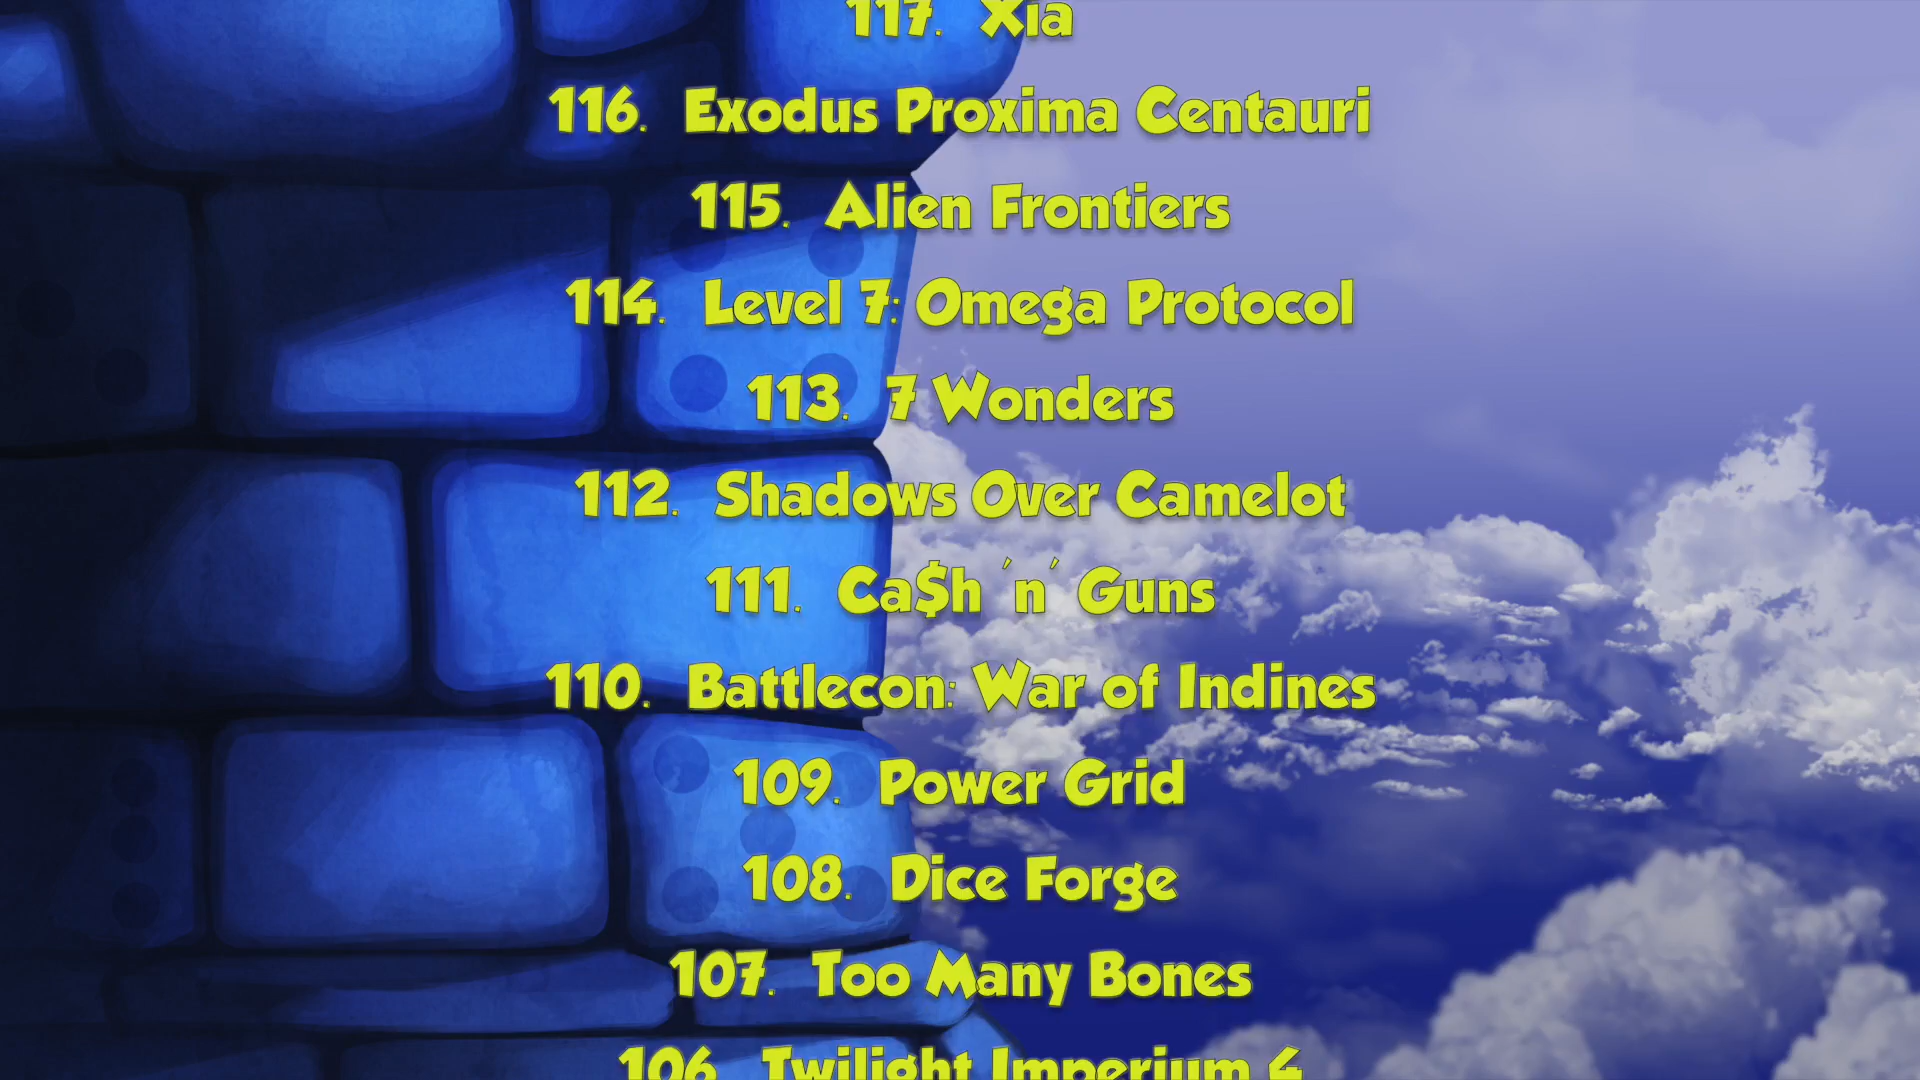 117. Xia
116. Exodus Proxima Centauri
115. Alien Frontiers
114. Level 7: Omega Protocol
113. 7 Wonders
112. Shadows Over Camelot
111. Ca$h 'n' Guns
110. Battlecon: War of Indines
109. Power Grid
108. Dice Forge
107. Too Many Bones
106. Twilight Imperium 4